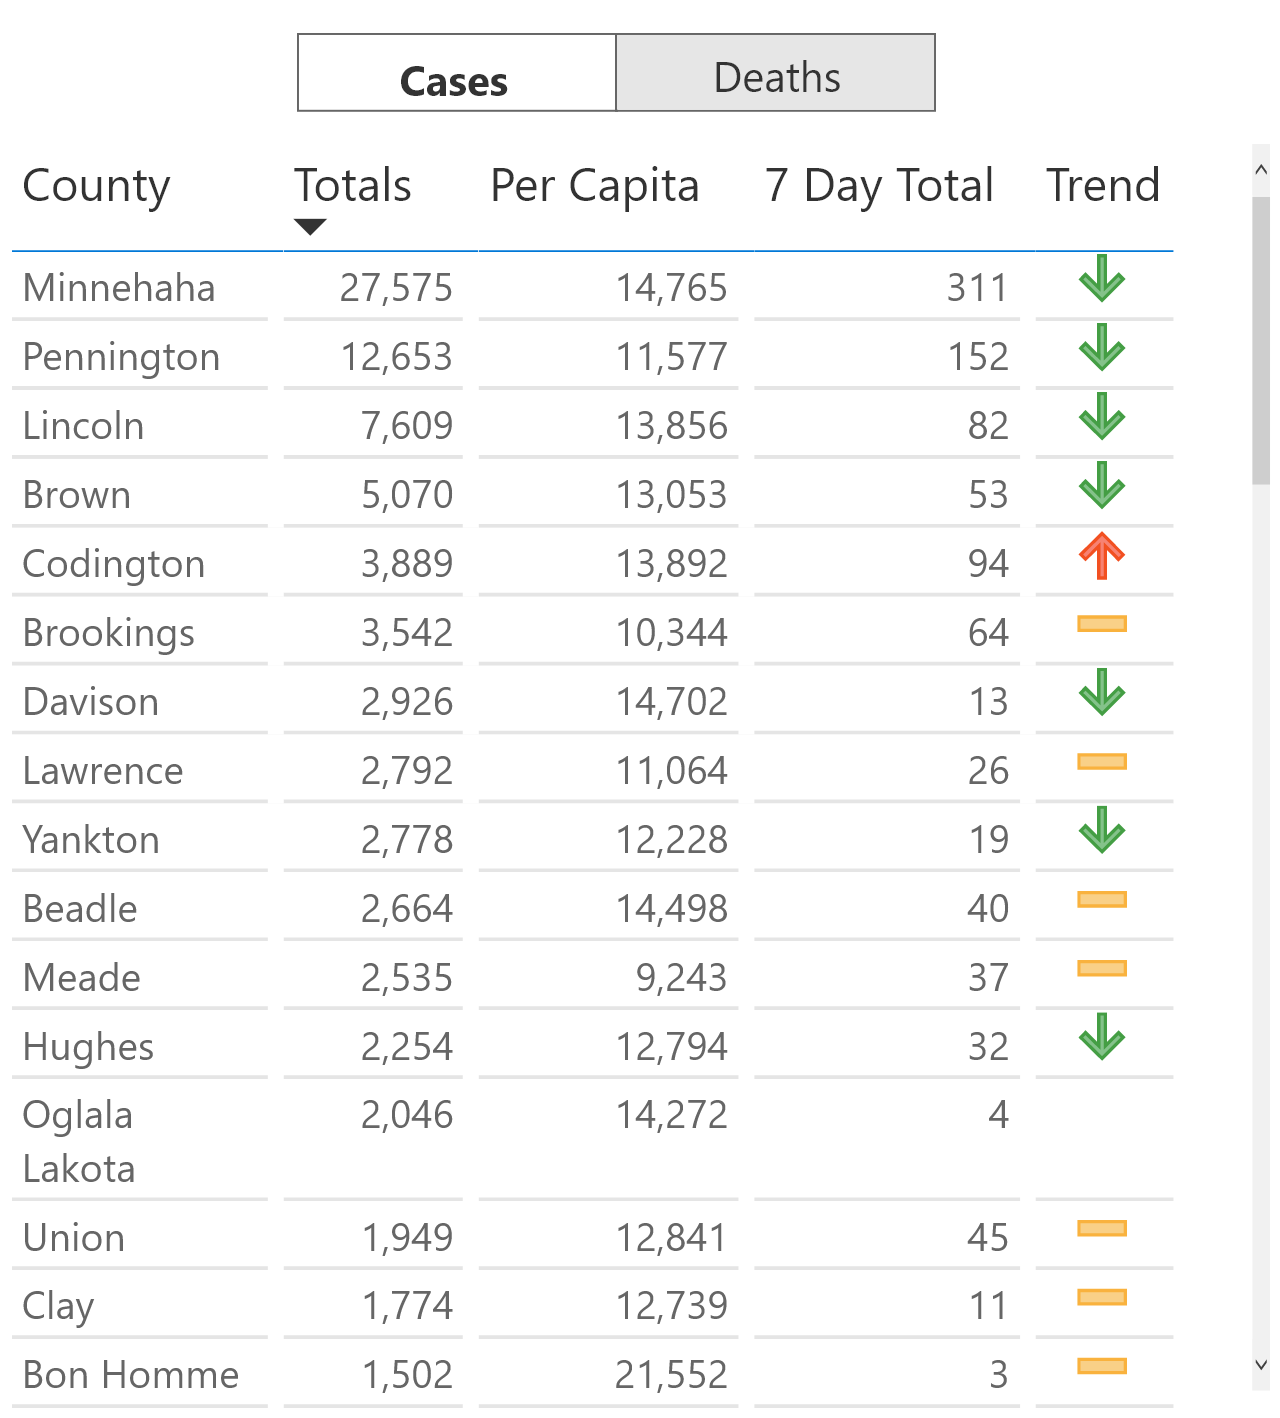 Cases Deaths
County Totals Per Capita 7 Day Total Trend
Minnehaha 27,575 14,765 311
Pennington 12,653 11,577 152
Lincoln 7,609 13,856 82
Brown 5,070 13,053 53
Codington 3,889 13,892 94
Brookings 3,542 10,344 64
Davison 2,926 14,702 13
Lawrence 2,792 11,064 26
Yankton 2,778 12,228 19
Beadle 2,664 14,498 40
Meade 2,535 9,243 37
Hughes 2,254 12,794 32
Oglala 2,046 14,272 4
Lakota
Union 1,949 12,841 45
Clay 1,774 12,739 11
Bon Homme 1,502 21,552 3